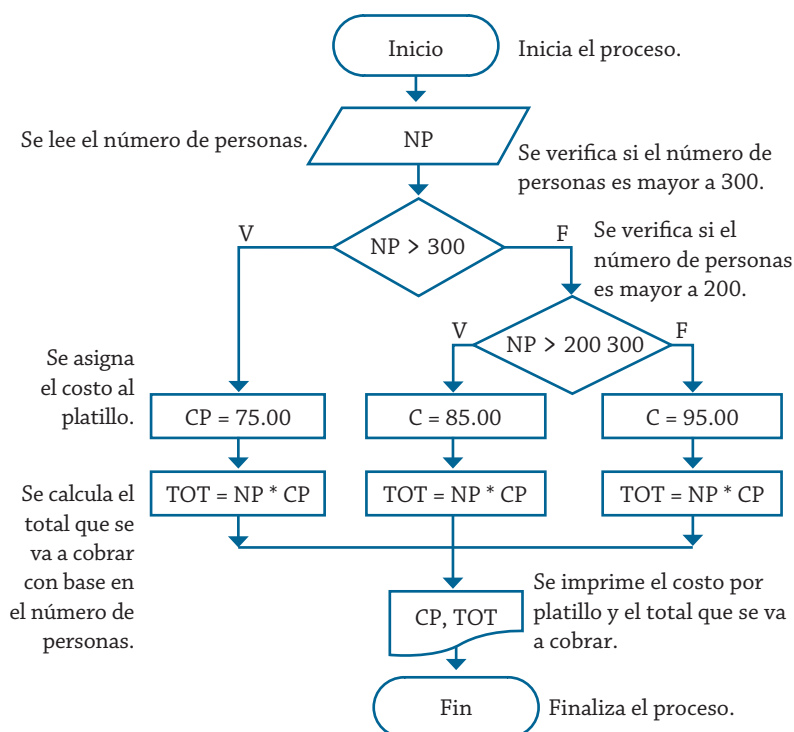 Inicio
Inicia el proceso.
Se lee el número de personas.
NP
Se verifica si el número de
personas es mayor a 300.
V
NP > 300
F
Se verifica si el
número de personas
es mayor a 200.
V
NP > 200 300
F
Se asigna
el costo al
platillo.
CP = 75.00
C = 85.00
C = 95.00
Se calcula el
total que se
va a cobrar
con base en
el número de
personas.
TOT = NP * CP
TOT = NP * CP
TOT = NP * CP
CP, TOT
Se imprime el costo por
platillo y el total que se va
a cobrar.
Fin
Finaliza el proceso.